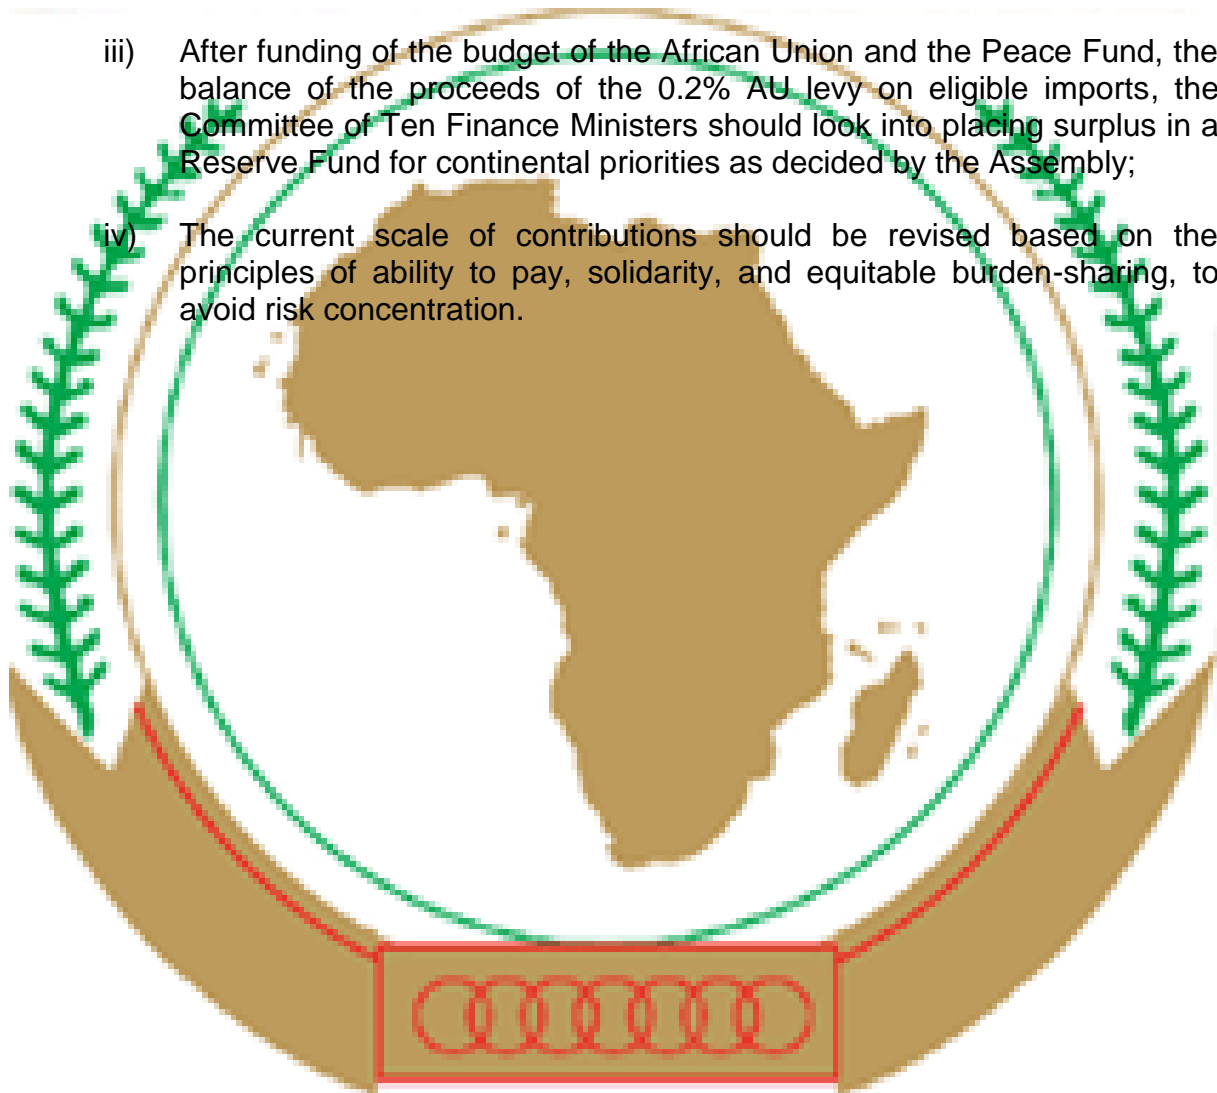 iii) After funding of the budget of the African Union and the Peace Fund, the
balance of the proceeds of the 0.2% AU levy on eligible imports, the
Committee of Ten Finance Ministers should look into placing surplus in a
Reserve Fund for continental priorities as decided by the Assembly;
iv) The current scale of contributions should be revised based on the
principles of ability to pay, solidarity, and equitable burden-sharing, to
avoid risk concentration.